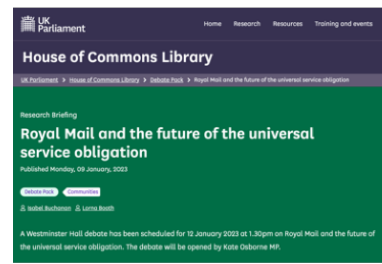 UK Parliament
Home Research Resources Training and events
House of Commons Library
UK Parliament > House of Commons Library > Debate Pack > Royal Mail and the future of the universal service obligation
Research Briefing
Royal Mail and the future of the universal
service obligation
Published Monday, 09 January, 2023
Debate Pack Communities
Isobel Buchanan Lorna Booth
A Westminster Hall debate has been scheduled for 12 January 2023 at 1.30pm on Royal Mail and the future of
the universal service obligation. The debate will be opened by Kate Osborne MP.